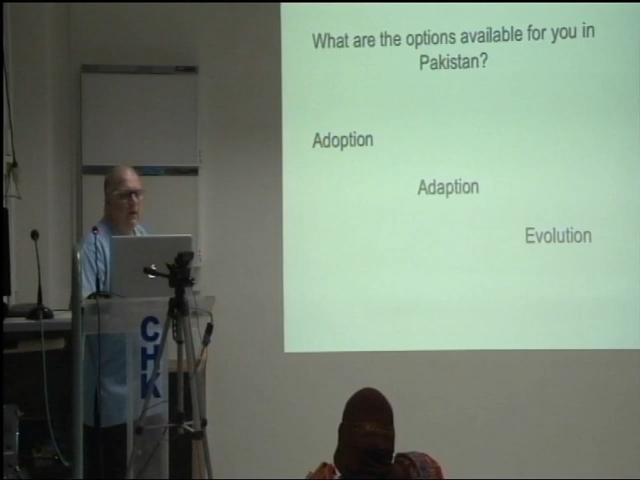 What are the options available for you in
Pakistan?
Adoption
Adaption
Evolution
CHK